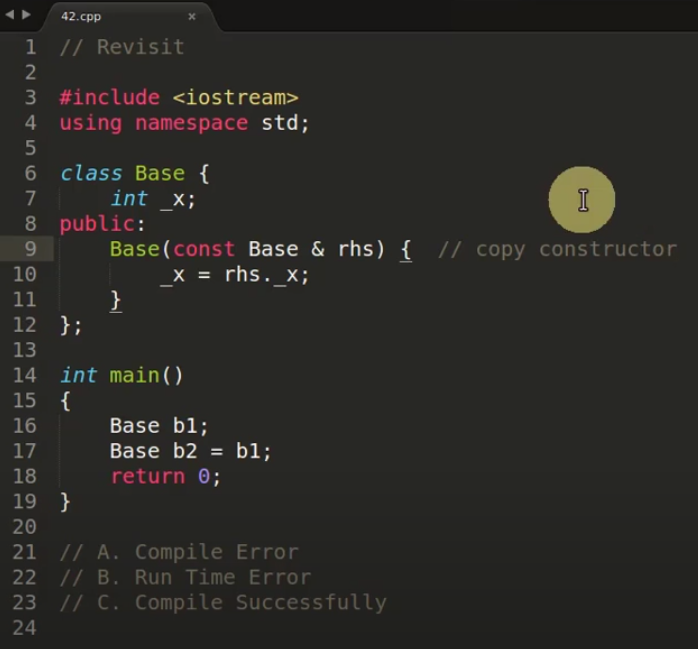 42.cpp ×
1 // Revisit
2
3 #include <iostream>
4 using namespace std;
5
6 class Base {
7     int _x;
8 public:
9     Base(const Base & rhs) {  // copy constructor
10         _x = rhs._x;
11     }
12 };
13
14 int main()
15 {
16     Base b1;
17     Base b2 = b1;
18     return 0;
19 }
20
21 // A. Compile Error
22 // B. Run Time Error
23 // C. Compile Successfully
24